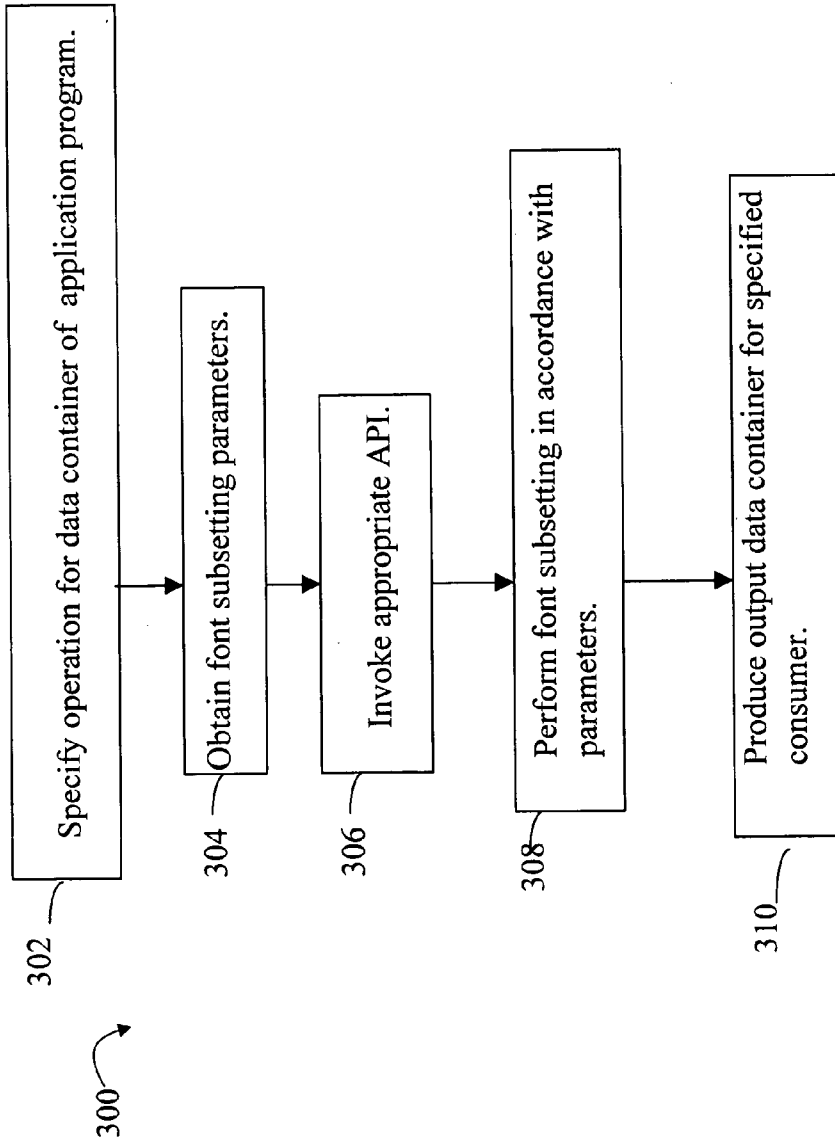 300
302
Specify operation for data container of application program.
304
Obtain font subsetting parameters.
306
Invoke appropriate API.
308
Perform font subsetting in accordance with
parameters.
310
Produce output data container for specified
consumer.